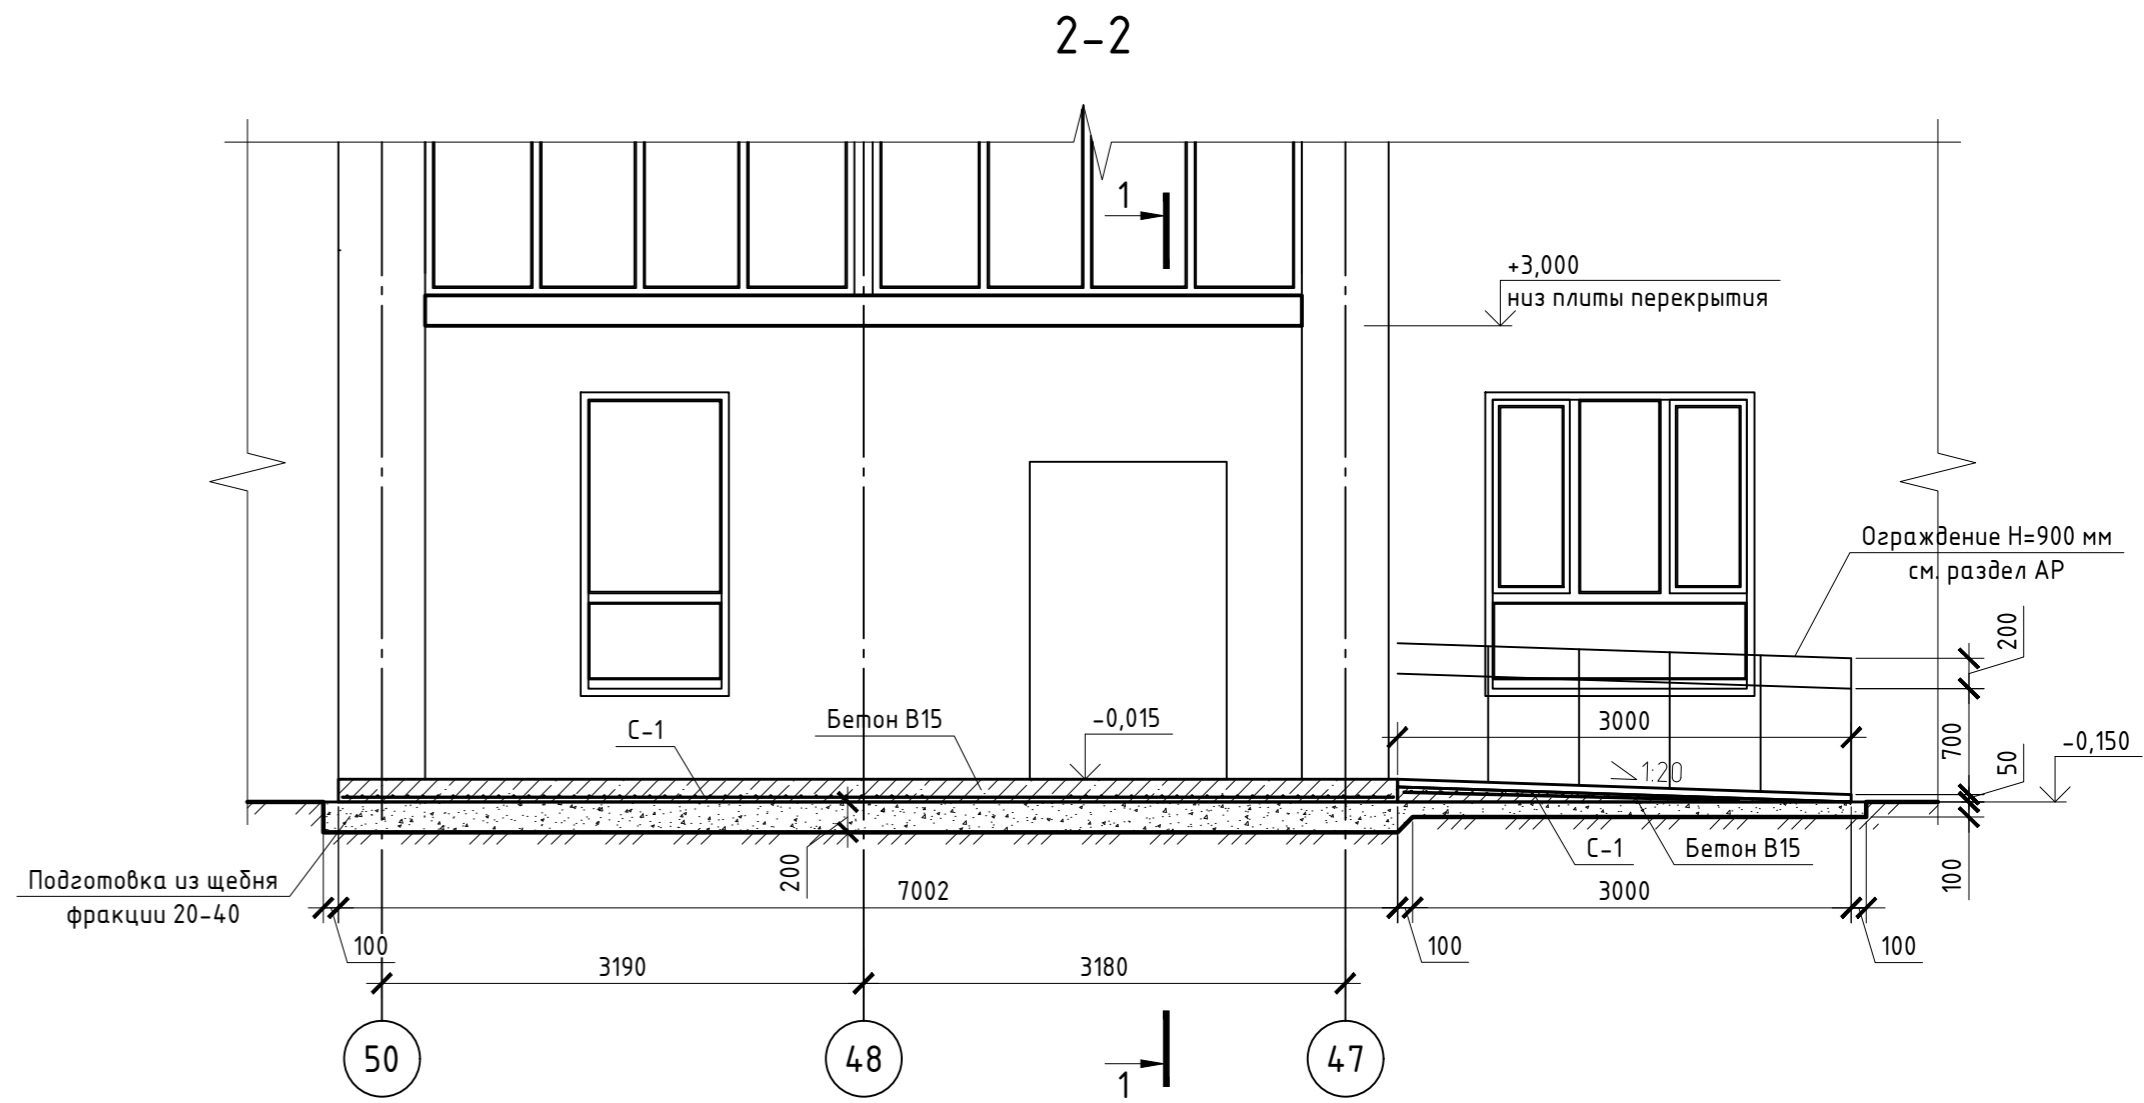 2-2
1
+3,000
низ плиты перекрытия
Ограждение Н=900 мм
см. раздел АР
200
С-1
Бетон В15
-0,015
3000
700
50
-0,150
1:20
С-1
Бетон В15
100
Подготовка из щебня
фракции 20-40
200
7002
3000
100
100
100
3190
3180
50
48
47
1